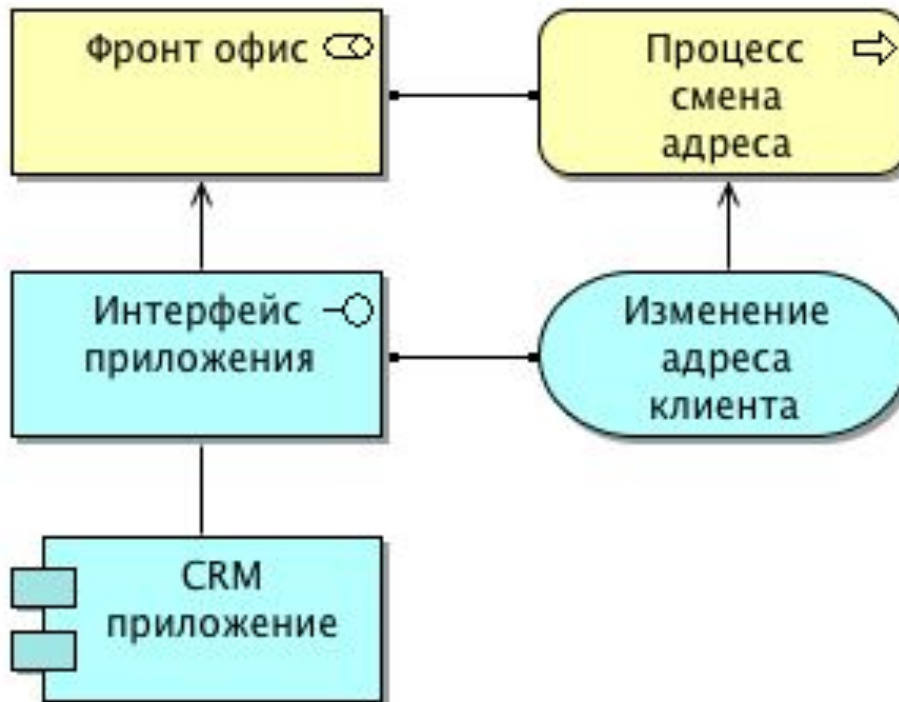 Фронт офис
Процесс
смена
адреса
Интерфейс
приложения
Изменение
адреса
клиента
CRM
приложение